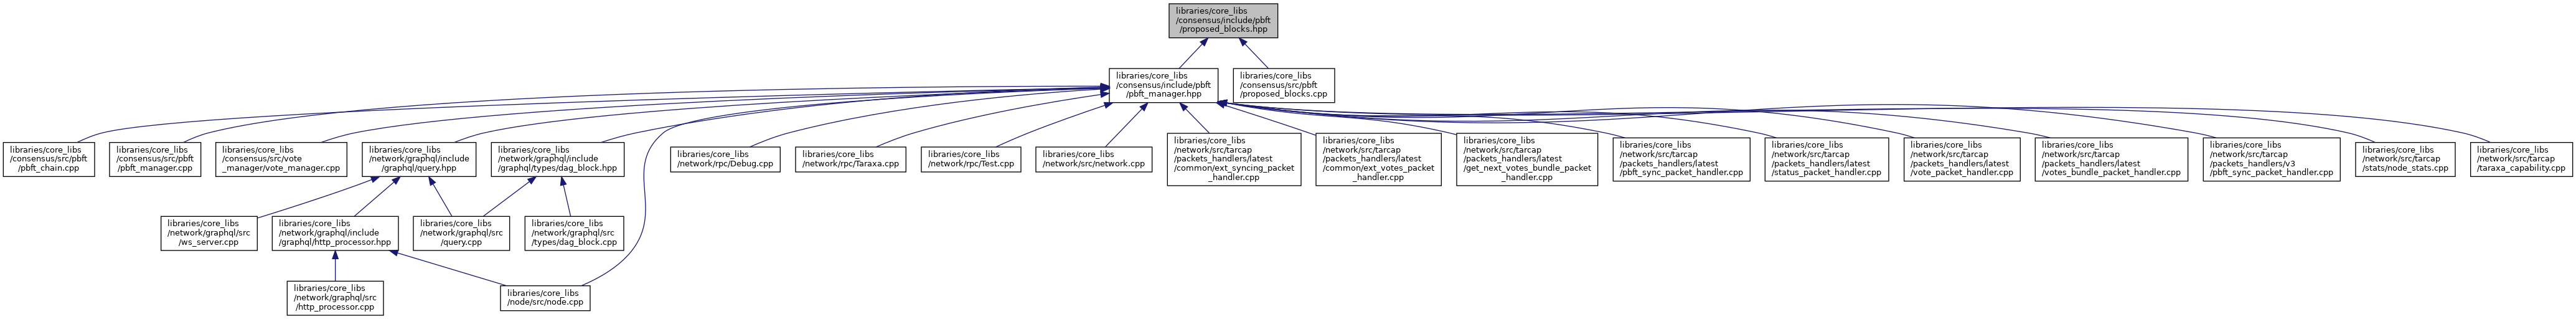 libraries/core_libs
/consensus/include/pbft
/proposed_blocks.hpp
libraries/core_libs
/consensus/include/pbft
/pbft_manager.hpp
libraries/core_libs
/consensus/src/pbft
/proposed_blocks.cpp
libraries/core_libs
/consensus/src/pbft
/pbft_chain.cpp
libraries/core_libs
/consensus/src/pbft
/pbft_manager.cpp
libraries/core_libs
/consensus/src/vote
_manager/vote_manager.cpp
libraries/core_libs
/network/graphql/include
/graphql/query.hpp
libraries/core_libs
/network/graphql/include
/graphql/types/dag_block.hpp
libraries/core_libs
/network/rpc/Debug.cpp
libraries/core_libs
/network/rpc/Taraxa.cpp
libraries/core_libs
/network/rpc/Test.cpp
libraries/core_libs
/network/src/network.cpp
libraries/core_libs
/network/src/tarcap
/packets_handlers/latest
/common/ext_syncing_packet
_handler.cpp
libraries/core_libs
/network/src/tarcap
/packets_handlers/latest
/common/ext_votes_packet
_handler.cpp
libraries/core_libs
/network/src/tarcap
/packets_handlers/latest
/get_next_votes_bundle_packet
_handler.cpp
libraries/core_libs
/network/src/tarcap
/packets_handlers/latest
/pbft_sync_packet_handler.cpp
libraries/core_libs
/network/src/tarcap
/packets_handlers/latest
/status_packet_handler.cpp
libraries/core_libs
/network/src/tarcap
/packets_handlers/latest
/vote_packet_handler.cpp
libraries/core_libs
/network/src/tarcap
/packets_handlers/latest
/votes_bundle_packet_handler.cpp
libraries/core_libs
/network/src/tarcap
/packets_handlers/v3
/pbft_sync_packet_handler.cpp
libraries/core_libs
/network/src/tarcap
/stats/node_stats.cpp
libraries/core_libs
/network/src/tarcap
/taraxa_capability.cpp
libraries/core_libs
/network/graphql/src
/ws_server.cpp
libraries/core_libs
/network/graphql/include
/graphql/http_processor.hpp
libraries/core_libs
/network/graphql/src
/query.cpp
libraries/core_libs
/network/graphql/src
/types/dag_block.cpp
libraries/core_libs
/network/graphql/src
/http_processor.cpp
libraries/core_libs
/node/src/node.cpp